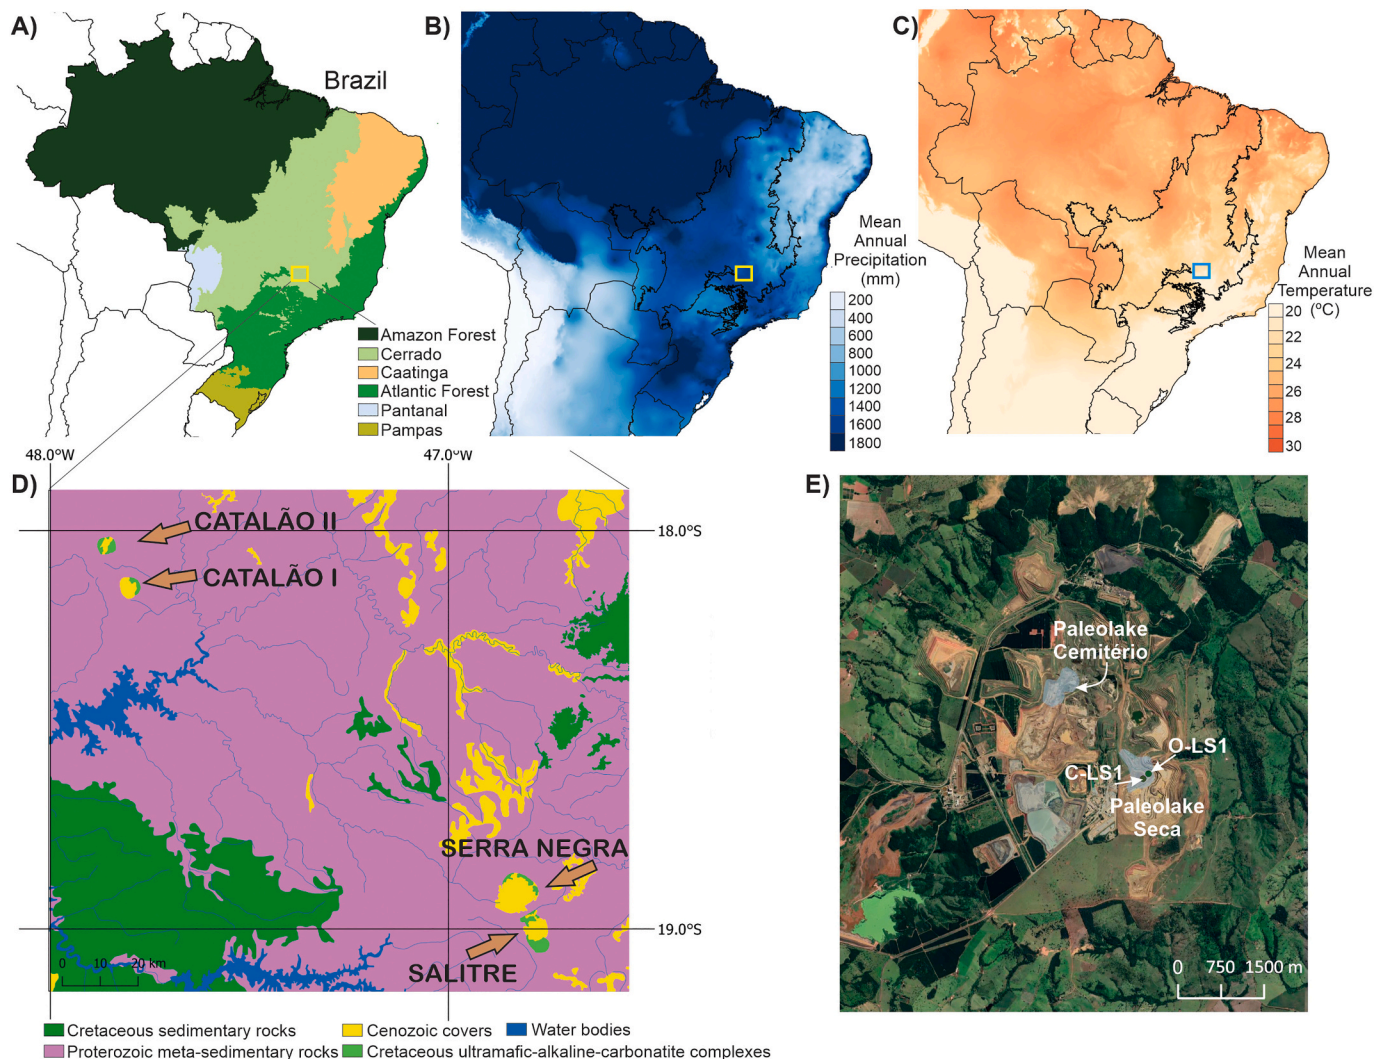 A)
Brazil
Amazon Forest
Cerrado
Caatinga
Atlantic Forest
Pantanal
Pampas
B)
Mean
Annual
Precipitation
(mm)
200
400
600
800
1000
1200
1400
1600
1800
C)
Mean
Annual
Temperature
(ºC)
20
22
24
26
28
30
48.0°W
47.0°W
D)
18.0°S
CATALÃO II
CATALÃO I
SERRA NEGRA
19.0°S
SALITRE
0 10 20 km
Cretaceous sedimentary rocks
Cenozoic covers
Water bodies
Proterozoic meta-sedimentary rocks
Cretaceous ultramafic-alkaline-carbonatite complexes
E)
Paleolake
Cemitério
O-LS1
C-LS1
Paleolake
Seca
0 750 1500 m